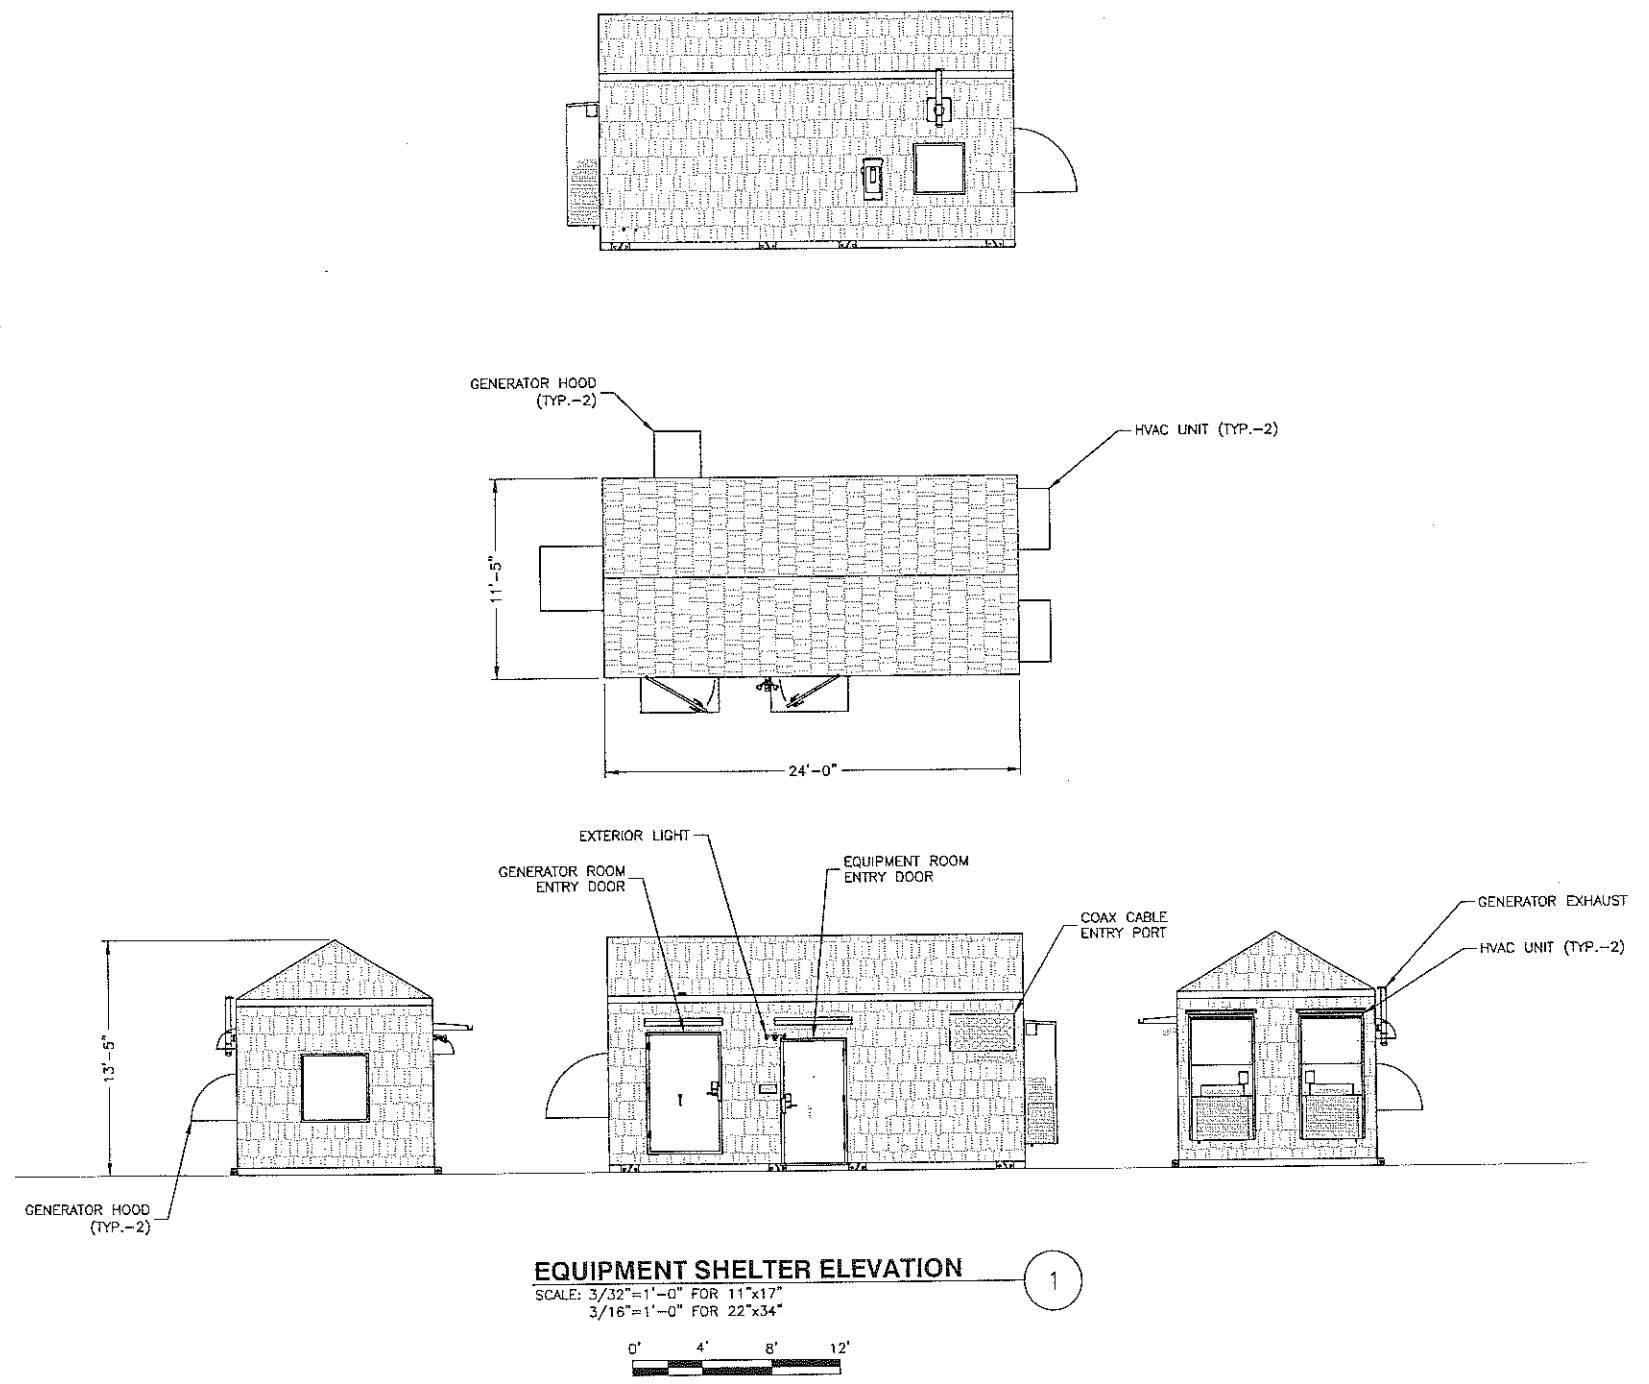 GENERATOR HOOD
(TYP.-2)
HVAC UNIT (TYP.-2)
11'-5"
24'-0"
EXTERIOR LIGHT
GENERATOR ROOM
ENTRY DOOR
EQUIPMENT ROOM
ENTRY DOOR
COAX CABLE
ENTRY PORT
GENERATOR EXHAUST
HVAC UNIT (TYP.-2)
13'-5"
GENERATOR HOOD
(TYP.-2)
EQUIPMENT SHELTER ELEVATION
1
SCALE: 3/32"=1'-0" FOR 11"x17"
3/16"=1'-0" FOR 22"x34"
0' 4' 8' 12'